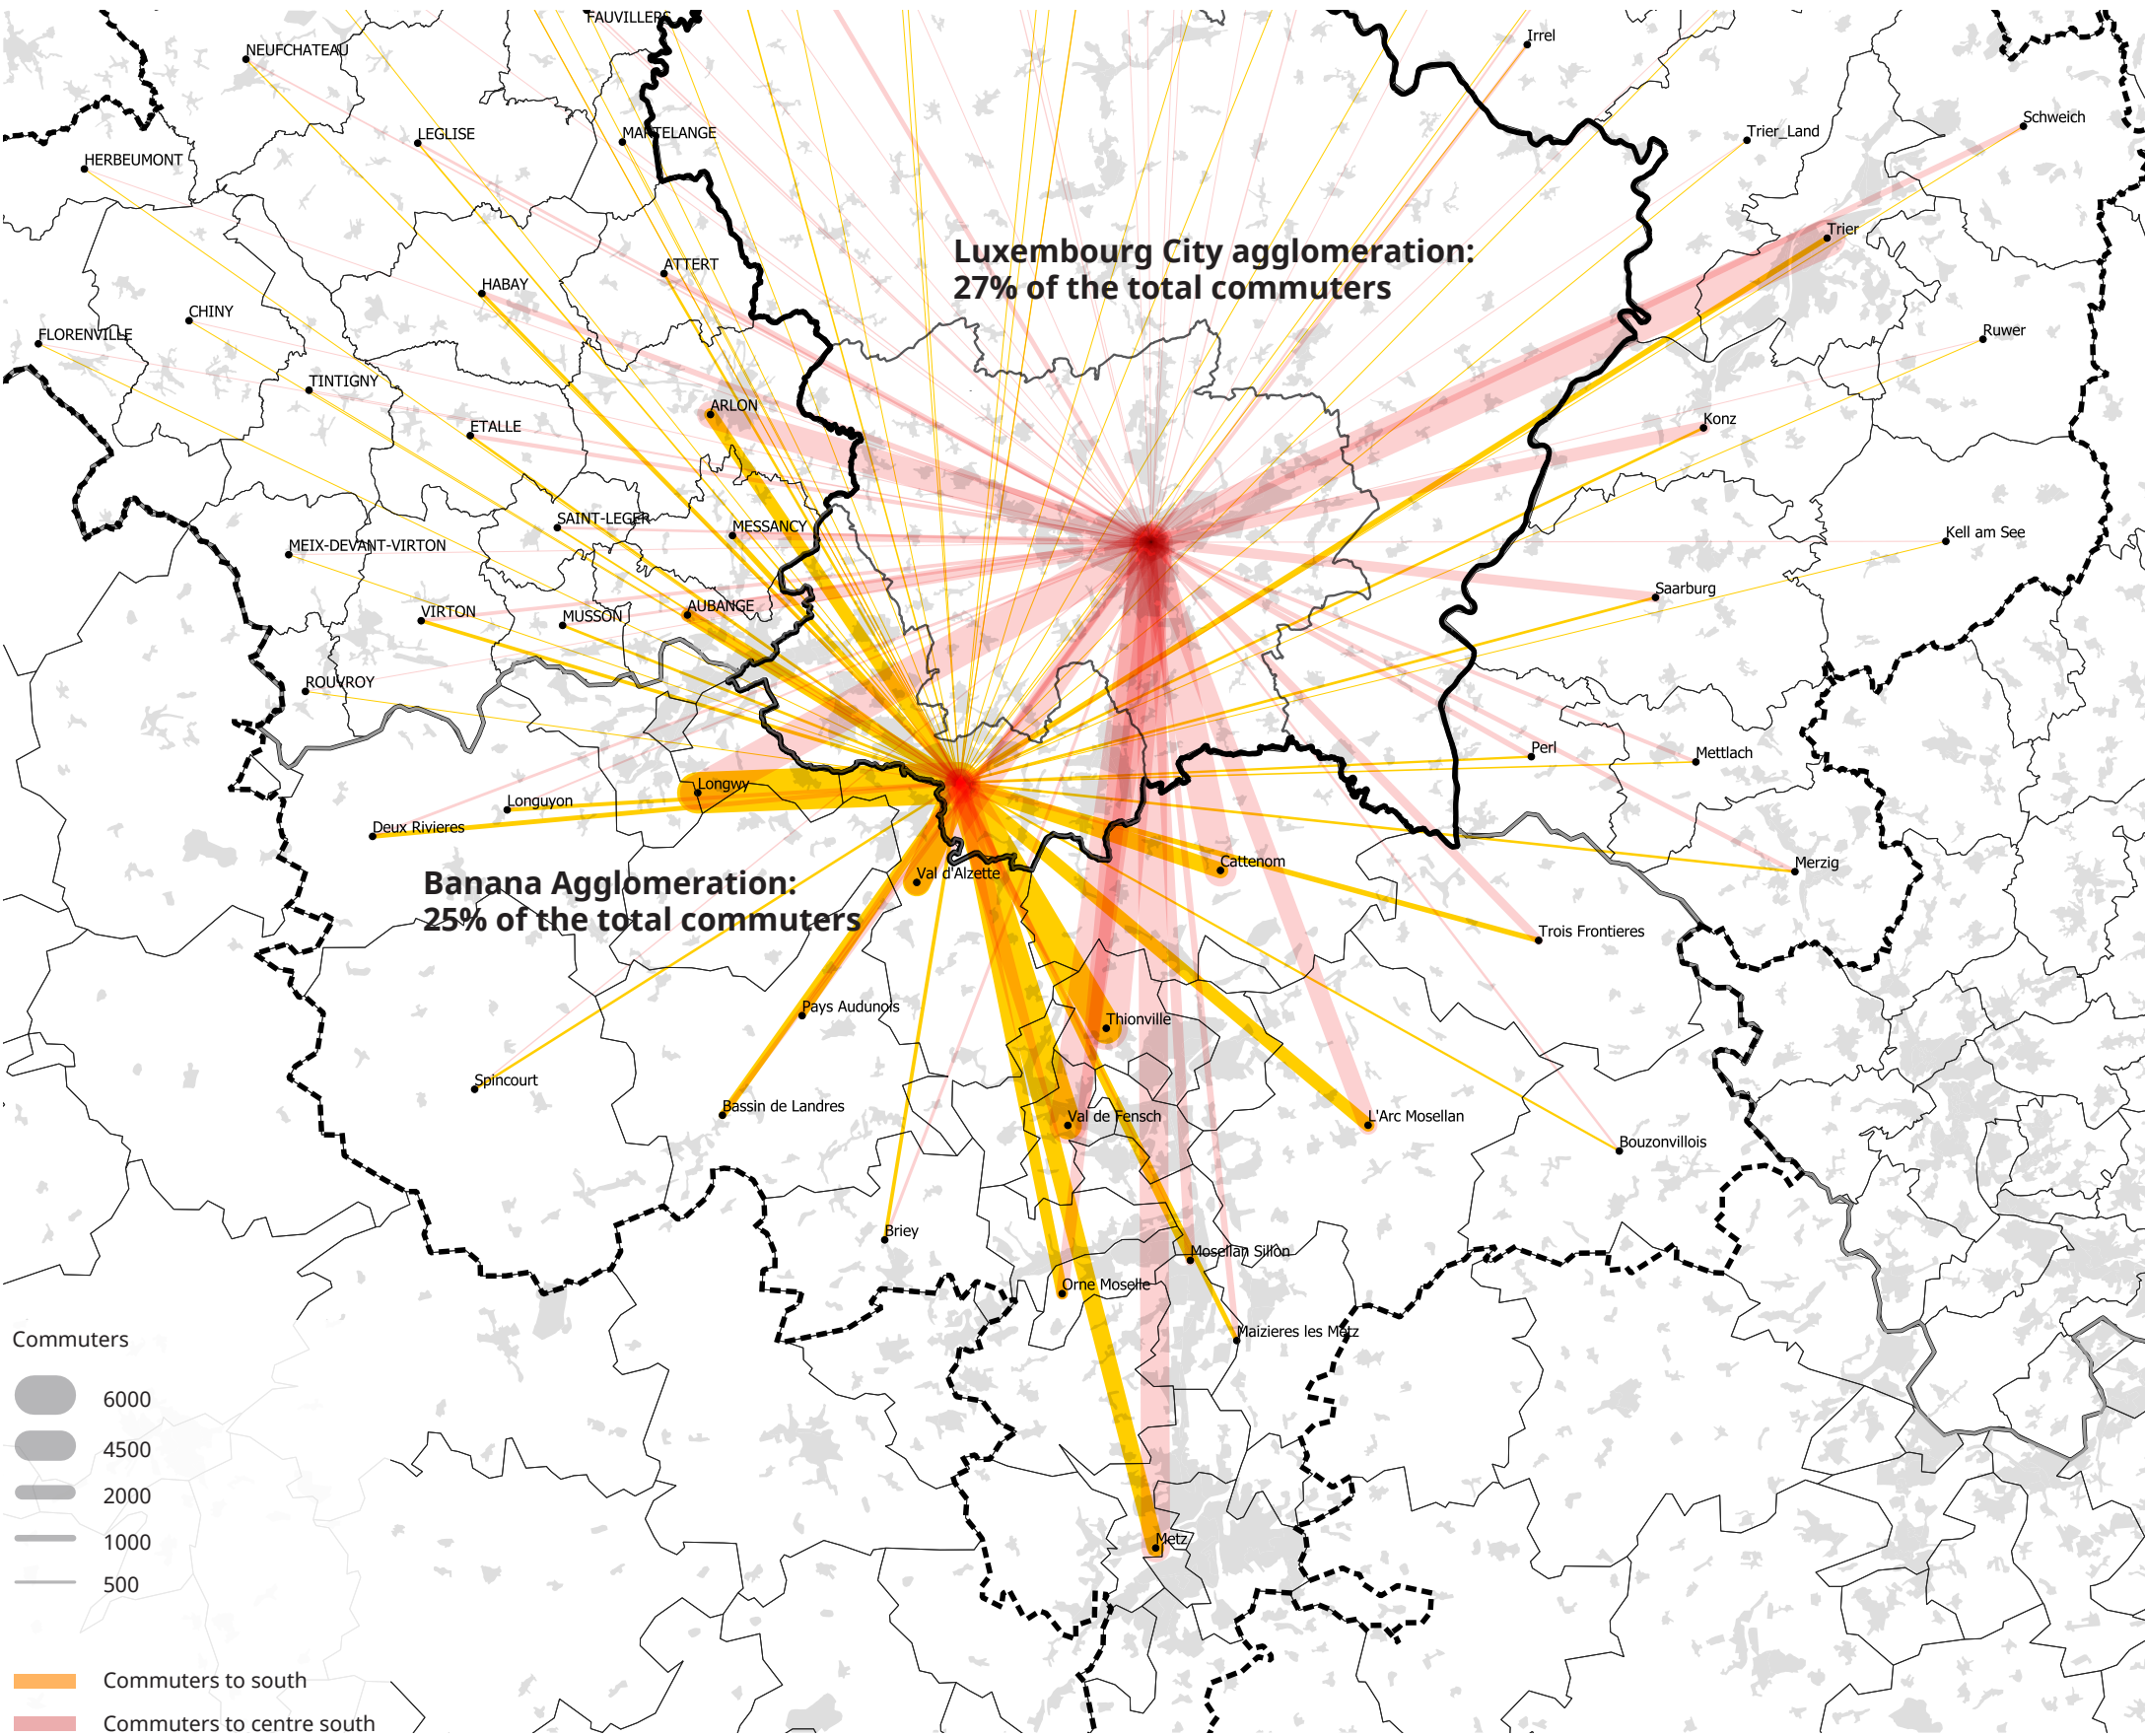 FAUVILLERS
NEUFCHATEAU
Irrel
LEGLISE
MARTELANGE
Trier_Land
Schweich
HERBEUMONT
Trier
Luxembourg City agglomeration:
27% of the total commuters
ATTERT
HABAY
CHINY
FLORENVILLE
Ruwer
TINTIGNY
ARLON
ETALLE
Konz
SAINT-LEGER
MESSANCY
MEIX-DEVANT-VIRTON
Kell am See
Saarburg
VIRTON
MUSSON
AUBANGE
ROUVROY
Perl
Mettlach
Longwy
Longuyon
Deux Rivieres
Cattenom
Merzig
Val d'Alzette
Banana Agglomeration:
25% of the total commuters
Trois Frontieres
Pays Audunois
Thionville
Spincourt
Bassin de Landres
Val de Fensch
L'Arc Mosellan
Bouzonvillois
Briey
Mosellan Sillon
Orne Moselle
Maizieres les Metz
Metz
Commuters
6000
4500
2000
1000
500
Commuters to south
Commuters to centre south